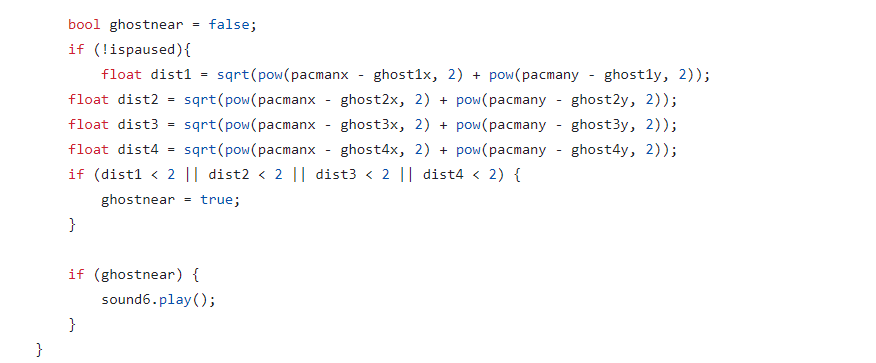 bool ghostnear = false;
if (!ispaused){
float dist1 = sqrt(pow(pacmanx - ghost1x, 2) + pow(pacmany - ghost1y, 2));
float dist2 = sqrt(pow(pacmanx - ghost2x, 2) + pow(pacmany - ghost2y, 2));
float dist3 = sqrt(pow(pacmanx - ghost3x, 2) + pow(pacmany - ghost3y, 2));
float dist4 = sqrt(pow(pacmanx - ghost4x, 2) + pow(pacmany - ghost4y, 2));
if (dist1 < 2 || dist2 < 2 || dist3 < 2 || dist4 < 2) {
ghostnear = true;
}
if (ghostnear) {
sound6.play();
}
}